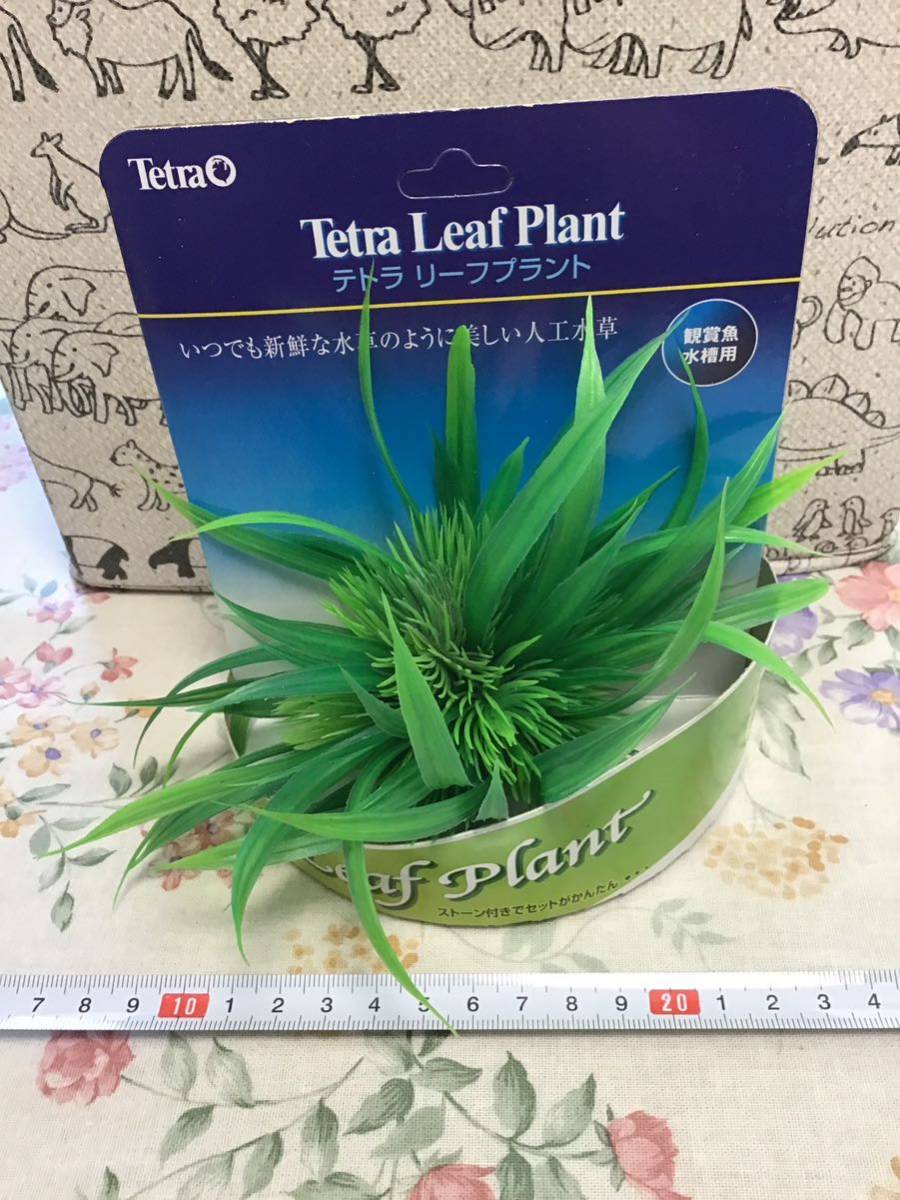 Tetra
Tetra Leaf Plant
テトラ リーフプラント
いつでも新鮮な水草のように美しい人工水草
観賞魚
水槽用
lution
Leaf Plant
ストーン付きでセットがかんたん
7 8 9 10 1 2 3 4 5 6 7 8 9 20 1 2 3 4